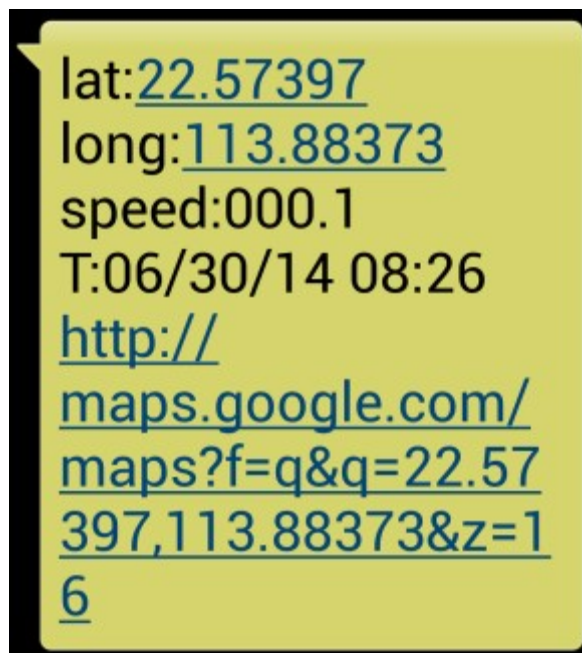 lat:22.57397
long:113.88373
speed:000.1
T:06/30/14 08:26
http://
maps.google.com/
maps?f=q&q=22.57
397,113.88373&z=1
6